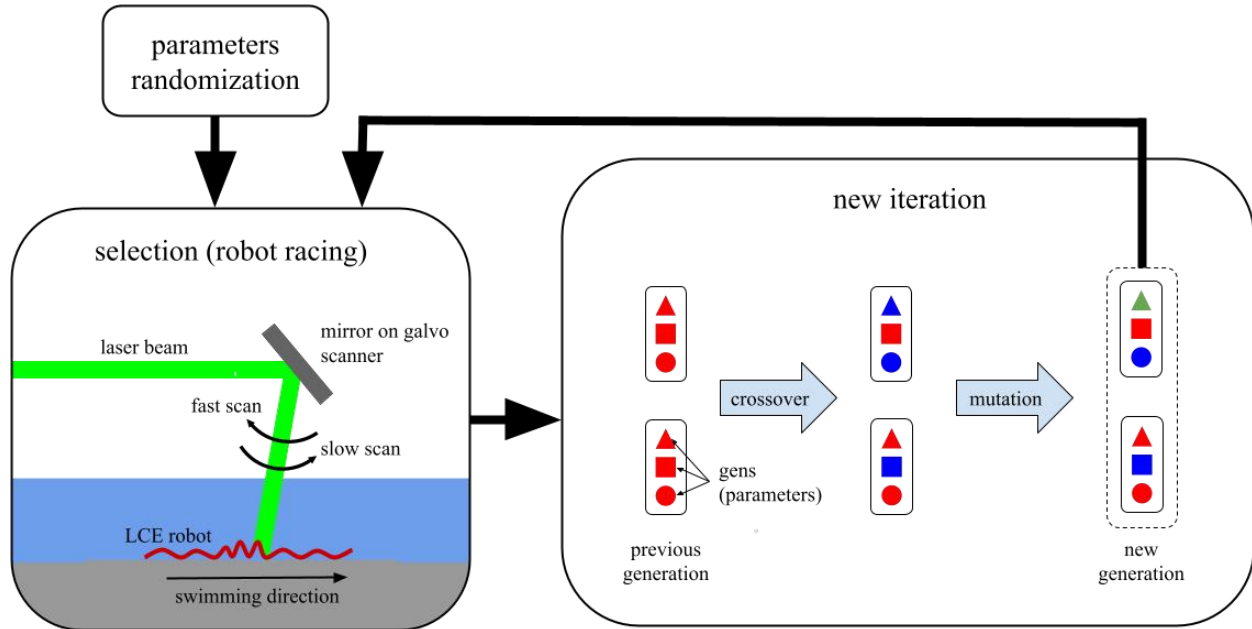 parameters
randomization
selection (robot racing)
mirror on galvo
scanner
laser beam
fast scan
slow scan
LCE robot
swimming direction
new iteration
crossover
mutation
gens
(parameters)
previous
generation
new
generation